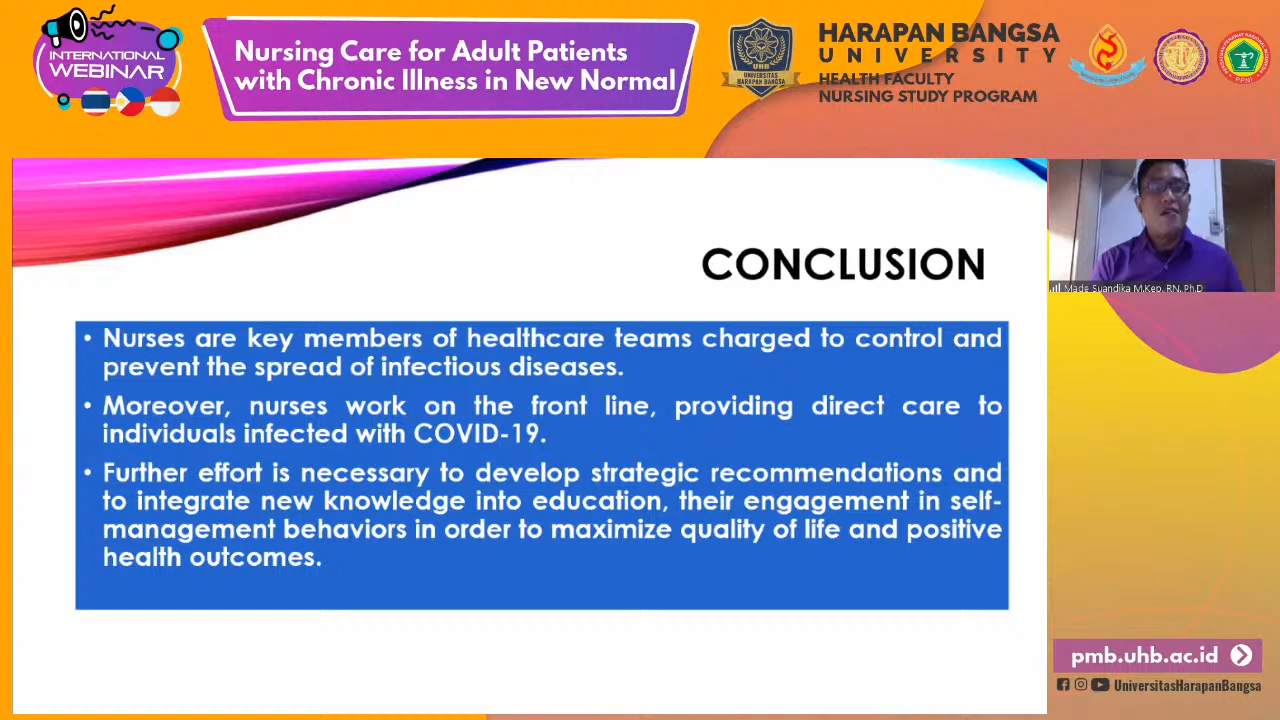 INTERNATIONAL
WEBINAR
Nursing Care for Adult Patients
with Chronic Illness in New Normal
UHB
UNIVERSITAS
HARAPAN BANGSA
HARAPAN BANGSA
UNIVERSITY
HEALTH FACULTY
NURSING STUDY PROGRAM
PPNI
CONCLUSION
• Nurses are key members of healthcare teams charged to control and
prevent the spread of infectious diseases.
• Moreover, nurses work on the front line, providing direct care to
individuals infected with COVID-19.
• Further effort is necessary to develop strategic recommendations and
to integrate new knowledge into education, their engagement in self-
management behaviors in order to maximize quality of life and positive
health outcomes.
Made Suandika M.Kep, RN, Ph.D
pmb.uhb.ac.id
UniversitasHarapanBangsa